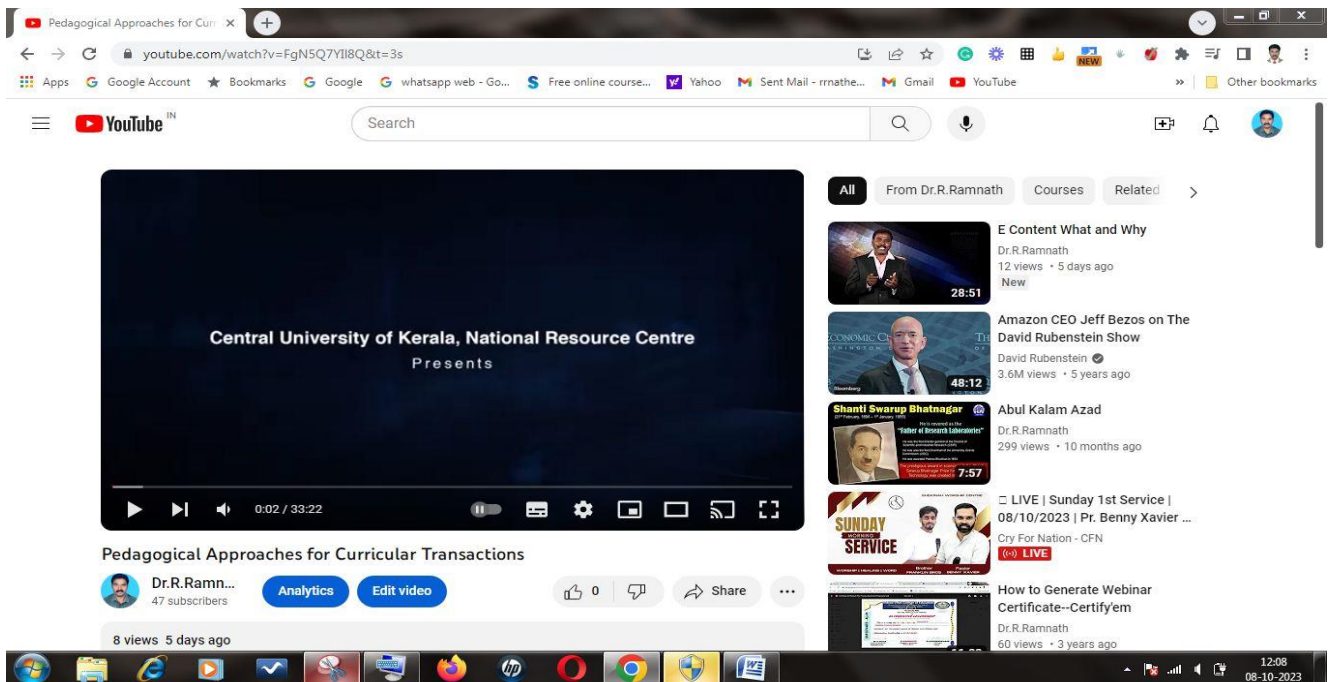 Pedagogical Approaches for Curr
youtube.com/watch?v=FgN5Q7YIl8Q&t=3s
NEW
Apps Google Account Bookmarks Google whatsapp web - Go... Free online course... Yahoo Sent Mail - rrnathe... Gmail YouTube » Other bookmarks
YouTube IN
Search
Central University of Kerala, National Resource Centre
Presents
0:02 / 33:22
Pedagogical Approaches for Curricular Transactions
Dr.R.Ramn...
47 subscribers
Analytics Edit video 0 Share ...
8 views 5 days ago
All From Dr.R.Ramnath Courses Related
28:51
E Content What and Why
Dr.R.Ramnath
12 views • 5 days ago
New
48:12
Amazon CEO Jeff Bezos on The
David Rubenstein Show
David Rubenstein
3.6M views • 5 years ago
Shanti Swarup Bhatnagar
He is revered as the
"Father of Research Laboratories"
7:57
Abul Kalam Azad
Dr.R.Ramnath
299 views • 10 months ago
SUNDAY
MORNING
SERVICE
□ LIVE | Sunday 1st Service |
08/10/2023 | Pr. Benny Xavier ...
Cry For Nation - CFN
LIVE
How to Generate Webinar
Certificate--Certify'em
Dr.R.Ramnath
60 views • 3 years ago
hp
W
12:08
08-10-2023